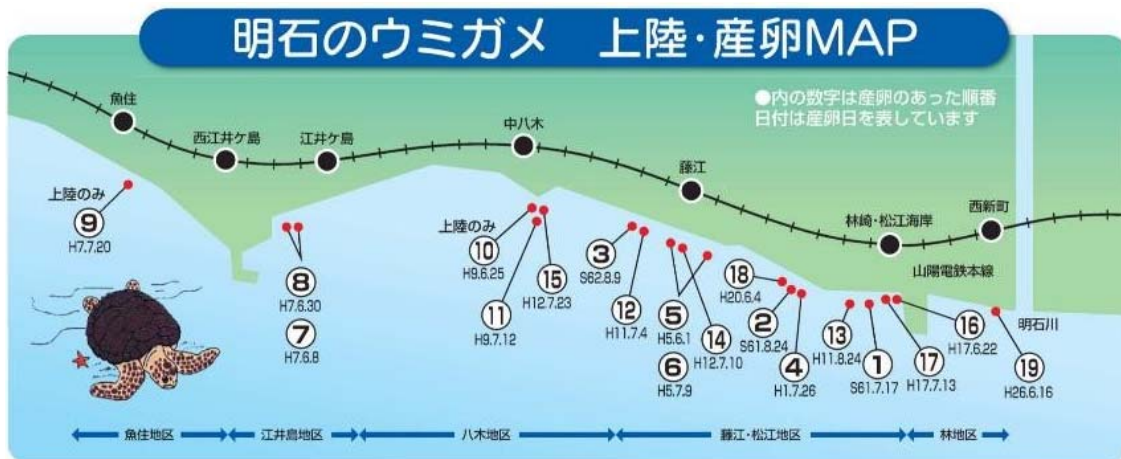 明石のウミガメ 上陸・産卵MAP
●内の数字は産卵のあった順番
日付は産卵日を表しています
魚住
西江井ケ島
江井ケ島
中八木
藤江
林崎・松江海岸
西新町
山陽電鉄本線
明石川
上陸のみ
⑨
H7.7.20
⑧
H7.6.30
⑦
H7.6.8
上陸のみ
⑩
H9.6.25
⑪
H9.7.12
⑮
H12.7.23
③
S62.8.9
⑫
H11.7.4
⑤
H5.6.1
⑥
H5.7.9
⑭
H12.7.10
⑱
H20.6.4
②
S61.8.24
④
H1.7.26
⑬
H11.8.24
①
S61.7.17
⑰
H17.7.13
⑯
H17.6.22
⑲
H26.6.16
魚住地区
江井島地区
八木地区
藤江・松江地区
林地区